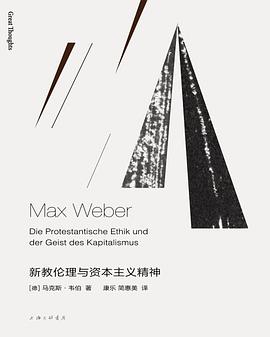 Great Thoughts
Max Weber
Die Protestantische Ethik und
der Geist des Kapitalismus
新教伦理与资本主义精神
[德] 马克斯·韦伯 著 康乐 简惠美 译
上海三联书店